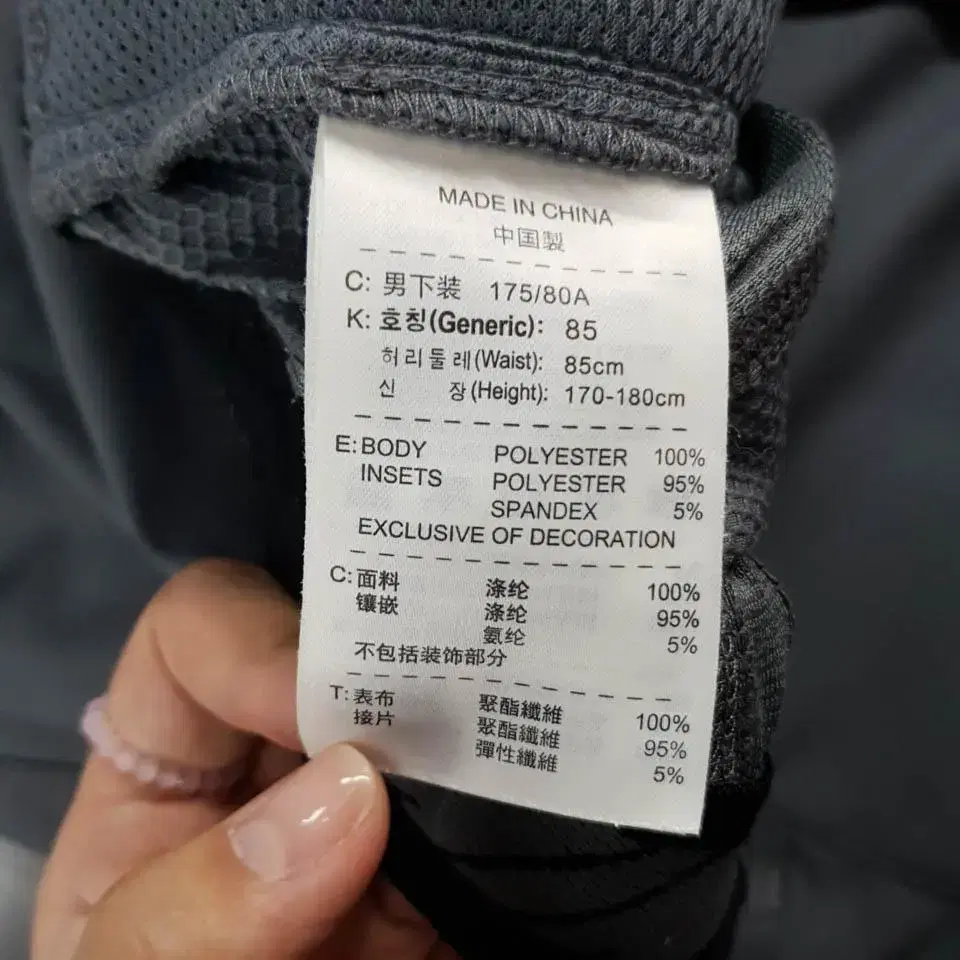 MADE IN CHINA
中国製
C: 男下装 175/80A
K: 호칭(Generic): 85
허리둘레(Waist): 85cm
신 장(Height): 170-180cm
E: BODY POLYESTER 100%
INSETS POLYESTER 95%
SPANDEX 5%
EXCLUSIVE OF DECORATION
C: 面料 涤纶 100%
镶嵌 涤纶 95%
氨纶 5%
不包括装饰部分
T: 表布 聚酯纖維 100%
接片 聚酯纖維 95%
彈性纖維 5%